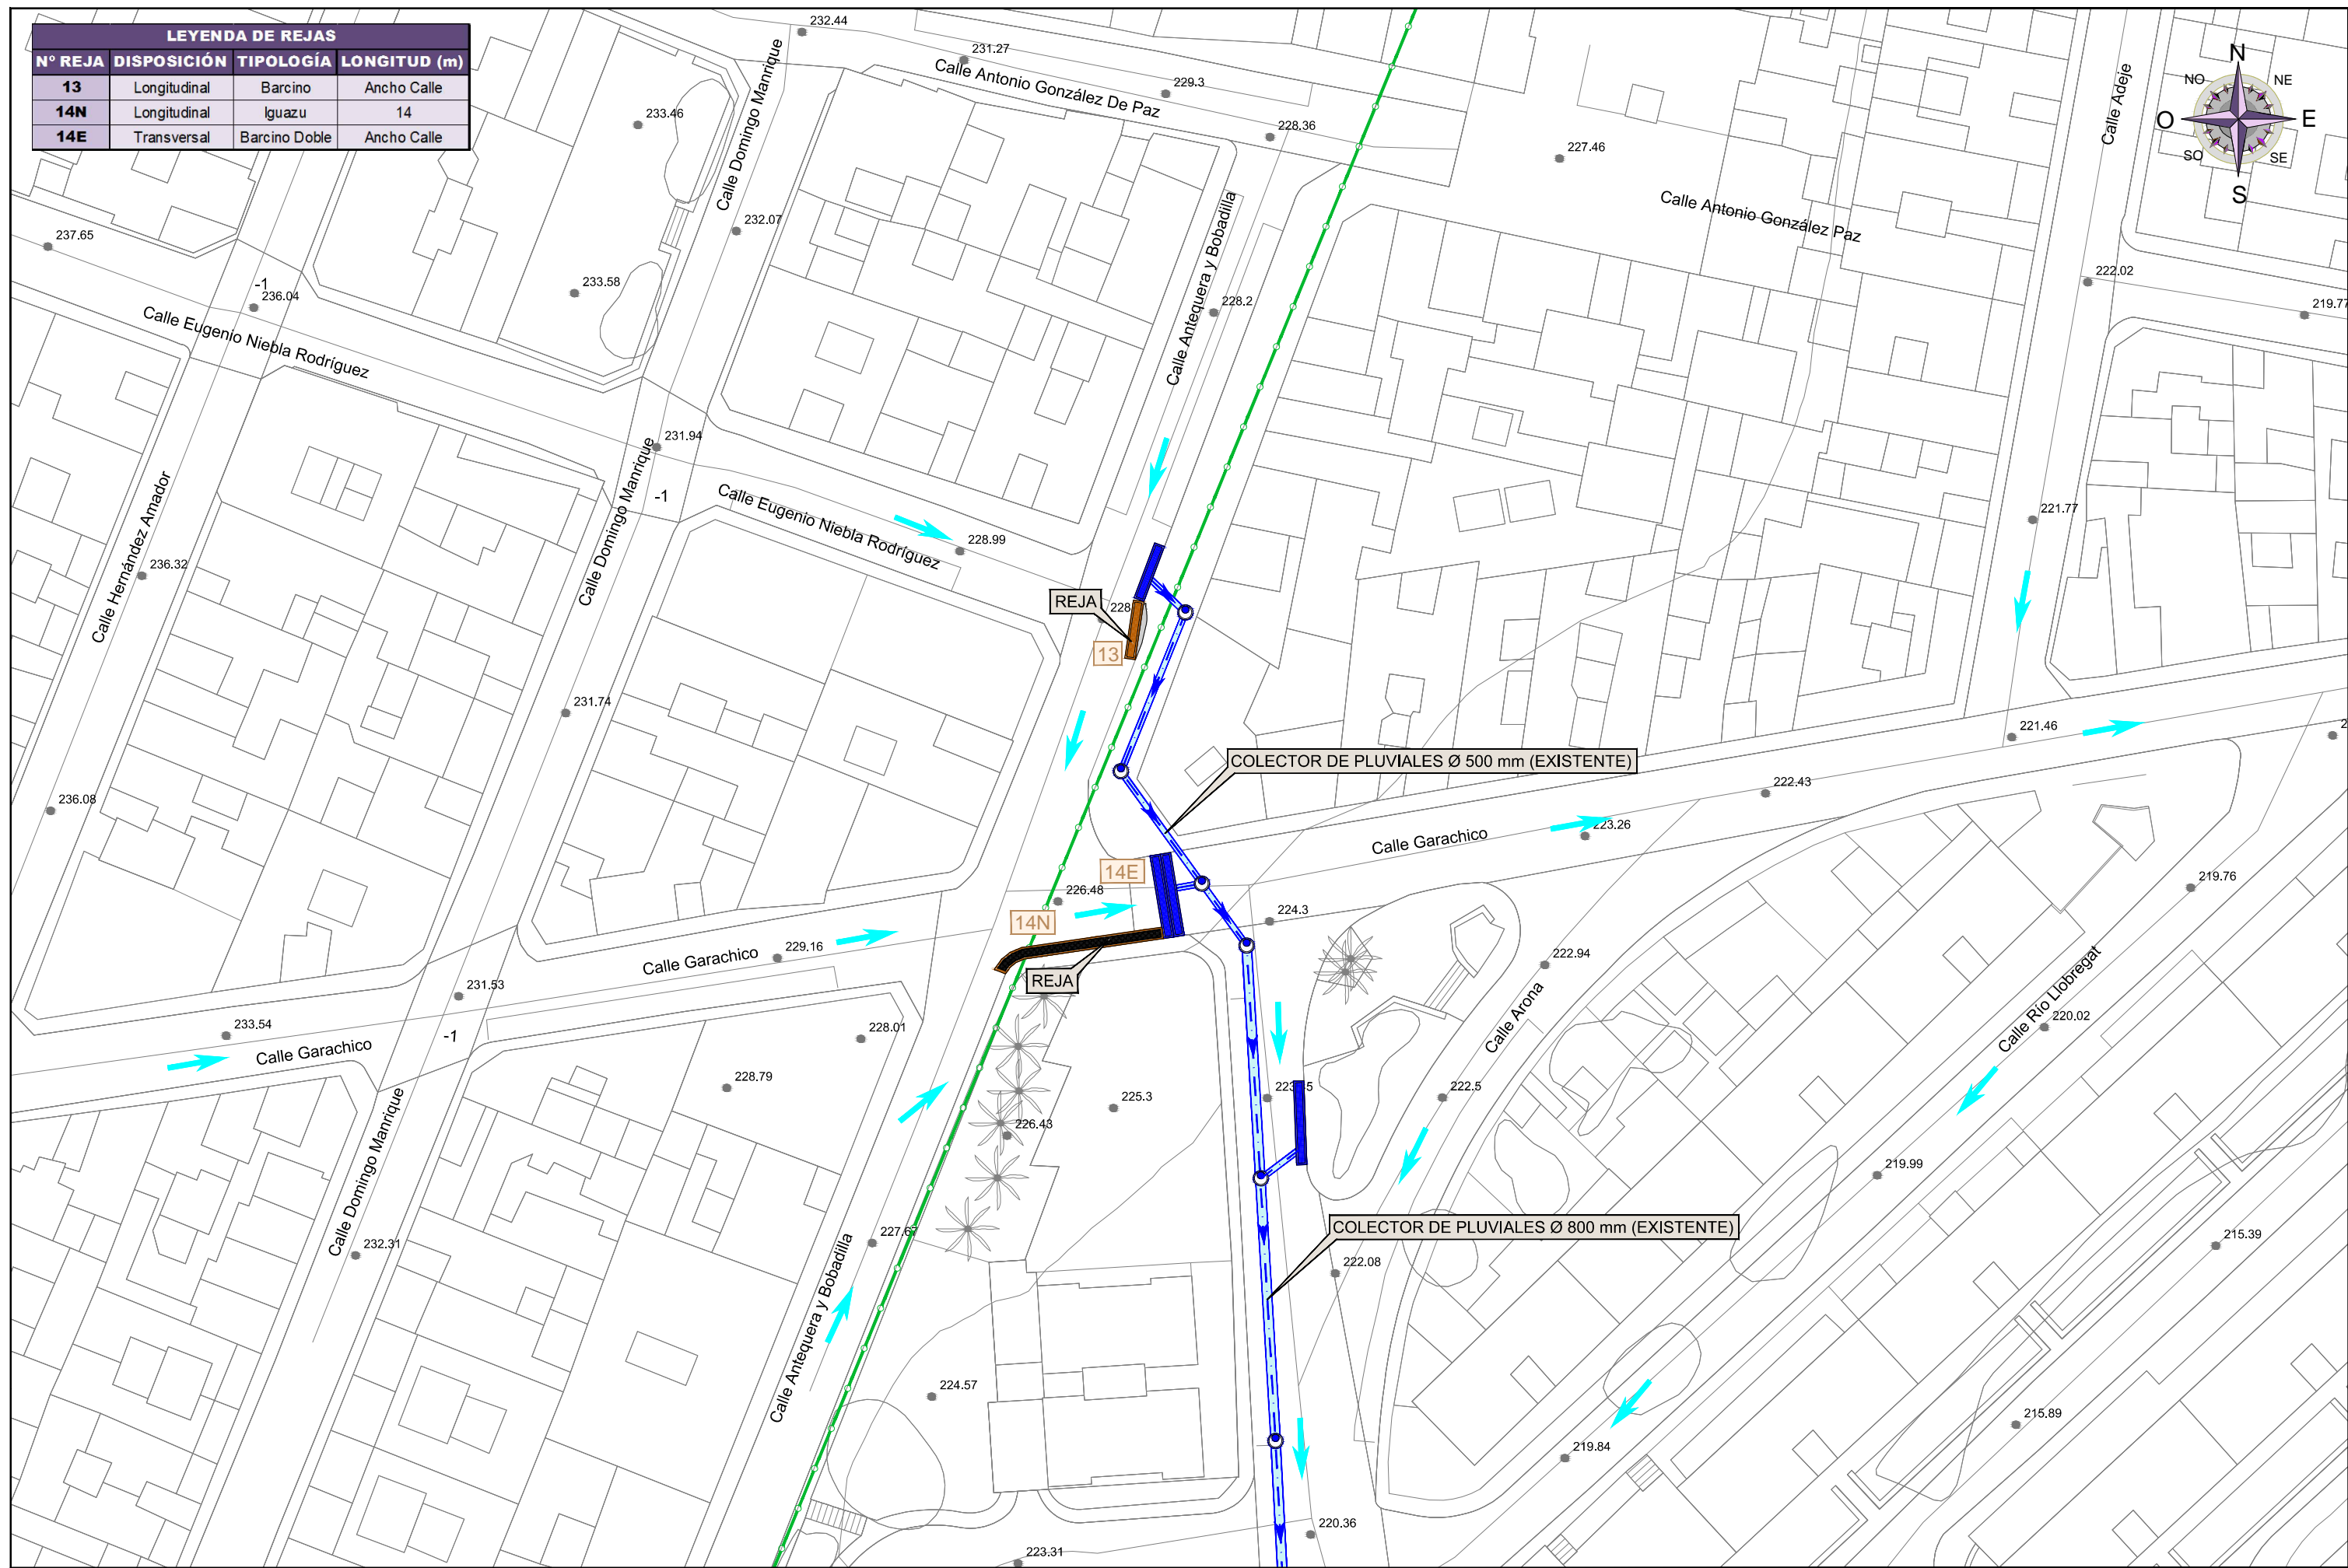 LEYENDA DE REJAS
Nº REJA DISPOSICIÓN TIPOLOGÍA LONGITUD (m)
13 Longitudinal Barcino Ancho Calle
14N Longitudinal Iguazu 14
14E Transversal Barcino Doble Ancho Calle
N
NO
NE
O
E
SO
SE
S
232.44
231.27
Calle Antonio González De Paz
229.3
228.36
227.46
Calle Antonio González Paz
Calle Adeje
Calle Domingo Manrique
233.46
232.07
237.65
-1
236.04
233.58
Calle Eugenio Niebla Rodríguez
Calle Antequera y Bobadilla
228.2
222.02
219.77
231.94
Calle Domingo Manrique
-1
Calle Eugenio Niebla Rodríguez
228.99
221.77
Calle Hernández Amador
236.32
REJA
228
13
231.74
221.46
2
COLECTOR DE PLUVIALES Ø 500 mm (EXISTENTE)
236.08
222.43
223.26
Calle Garachico
14E
226.48
14N
224.3
219.76
229.16
Calle Garachico
REJA
222.94
231.53
-1
233.54
Calle Garachico
228.01
Calle Arona
Calle Río Llobregat
220.02
228.79
225.3
222.5
226.43
Calle Domingo Manrique
232.31
219.99
227.67
COLECTOR DE PLUVIALES Ø 800 mm (EXISTENTE)
215.39
222.08
Calle Antequera y Bobadilla
224.57
215.89
219.84
220.36
223.31